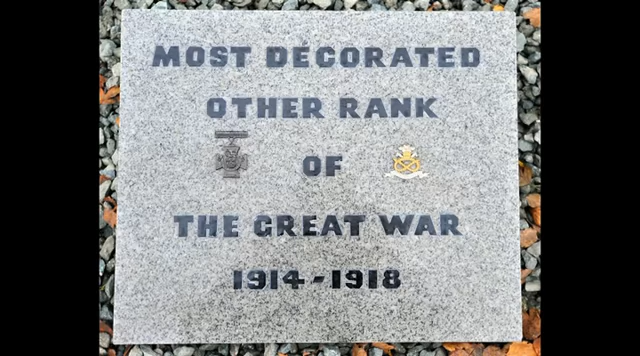 MOST DECORATED
OTHER RANK
OF
THE GREAT WAR
1914-1918